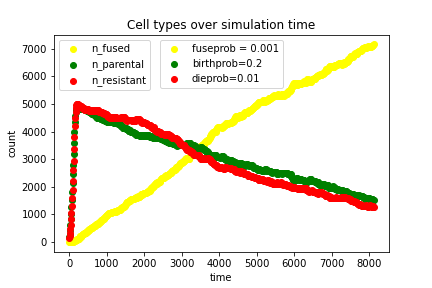 Cell types over simulation time
n_fused
n_parental
n_resistant
fuseprob = 0.001
birthprob=0.2
dieprob=0.01
7000
6000
5000
4000
3000
2000
1000
0
count
0 1000 2000 3000 4000 5000 6000 7000 8000
time